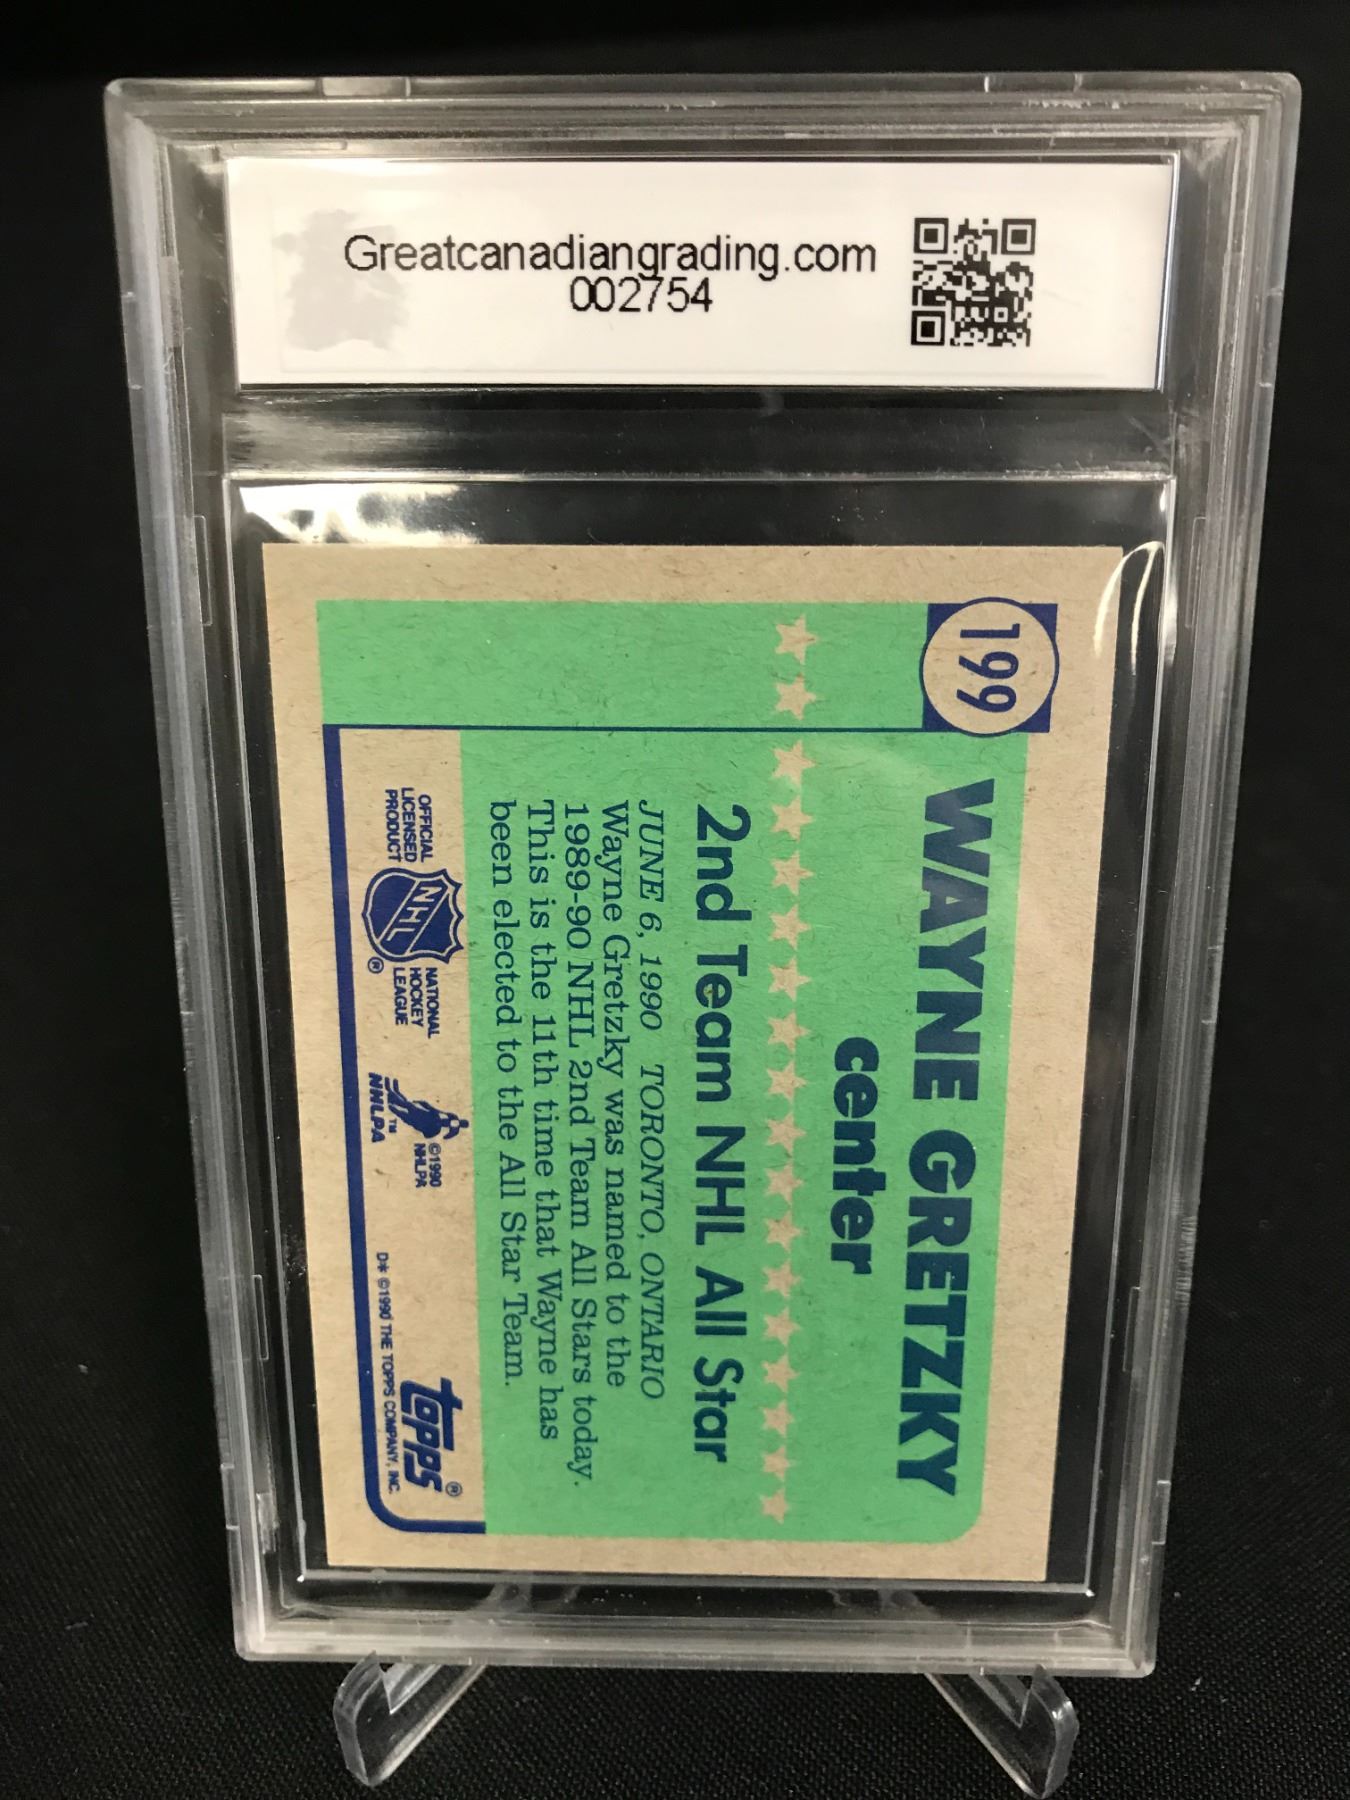 Greatcanadiangrading.com
002754
199
WAYNE GRETZKY
center
2nd Team NHL All Star
JUNE 6, 1990 TORONTO, ONTARIO
Wayne Gretzky was named to the
1989-90 NHL 2nd Team All Stars today.
This is the 11th time that Wayne has
been elected to the All Star Team.
OFFICIAL
LICENSED
PRODUCT
NHL
®
NATIONAL
HOCKEY
LEAGUE
©1990
NHLPA
TM
NHLPA
topps®
D* ©1990 THE TOPPS COMPANY, INC.